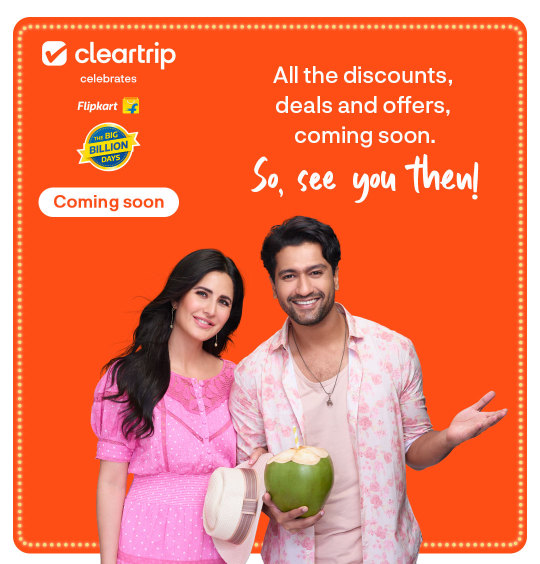 cleartrip
celebrates
Flipkart
THE BIG
BILLION
DAYS
Coming soon
All the discounts,
deals and offers,
coming soon.
So, see you then!